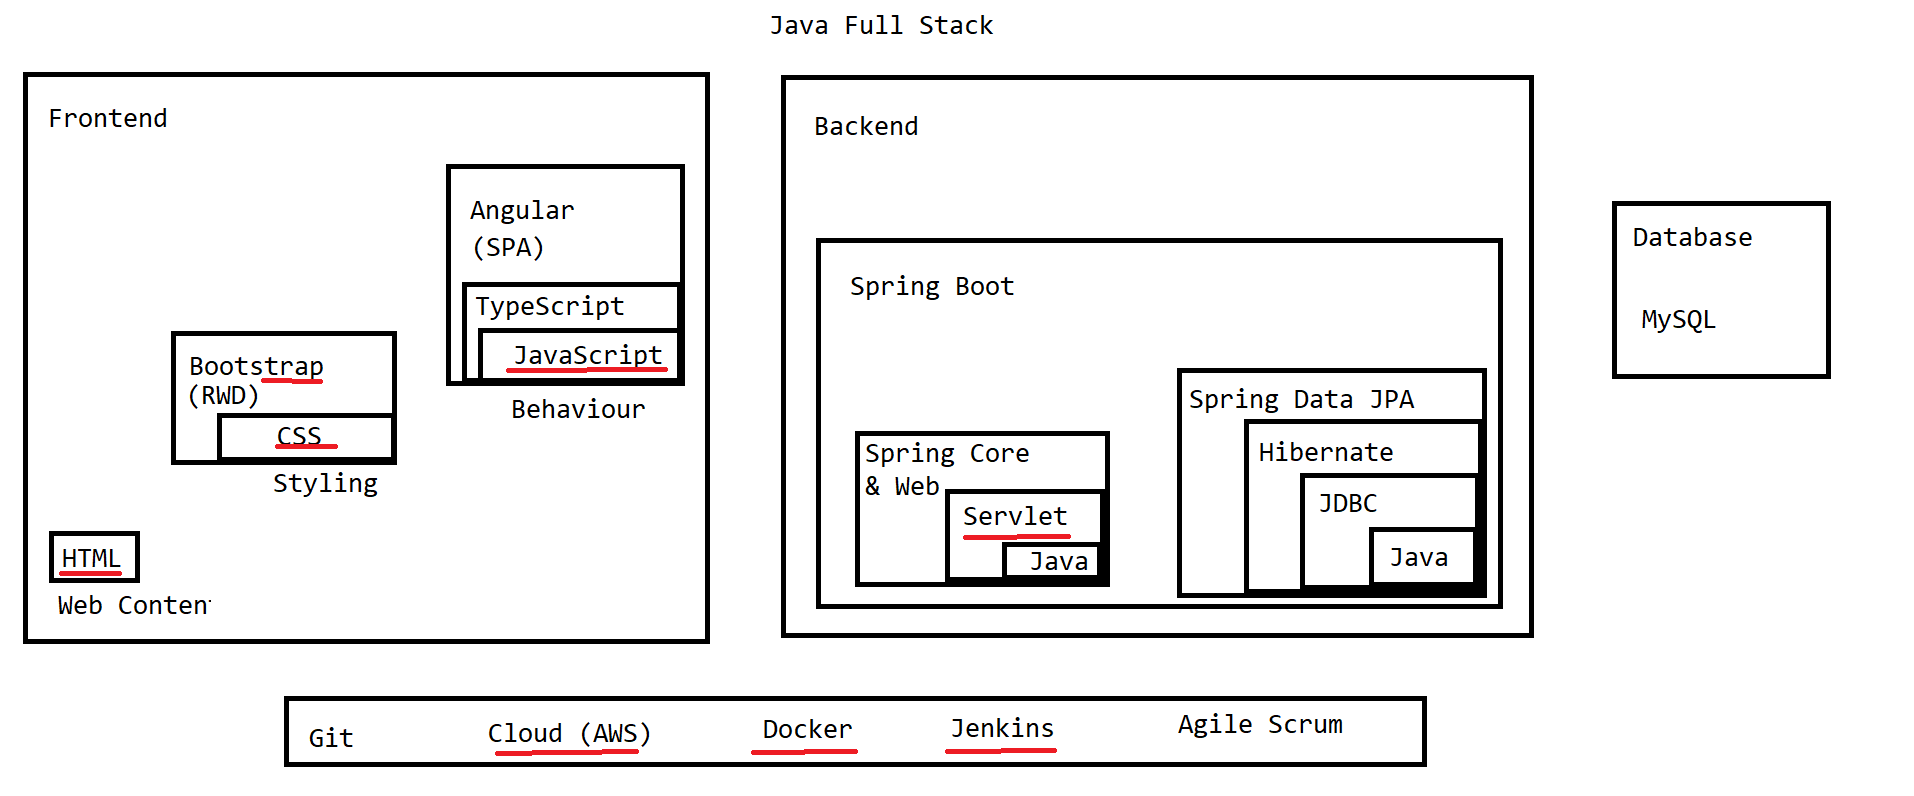 Java Full Stack
Frontend
Angular
(SPA)
TypeScript
JavaScript
Behaviour
Bootstrap
(RWD)
CSS
Styling
HTML
Web Conten
Backend
Spring Boot
Spring Core
& Web
Servlet
Java
Spring Data JPA
Hibernate
JDBC
Java
Database
MySQL
Git
Cloud (AWS)
Docker
Jenkins
Agile Scrum